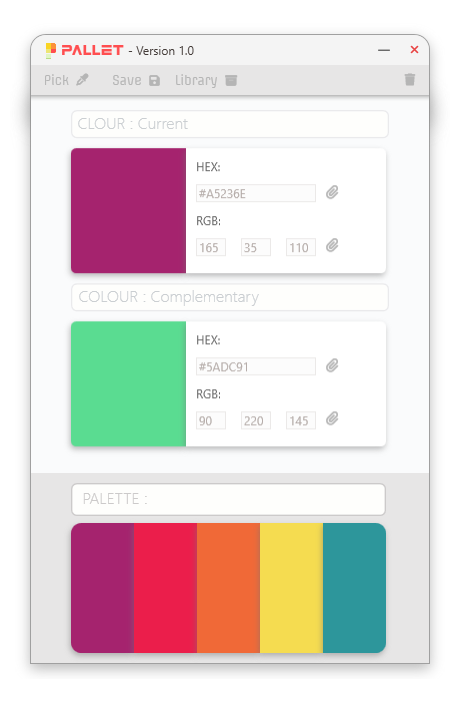 PALLET - Version 1.0
Pick Save Library
CLOUR : Current
HEX:
#A5236E
RGB:
165 35 110
COLOUR : Complementary
HEX:
#5ADC91
RGB:
90 220 145
PALETTE :